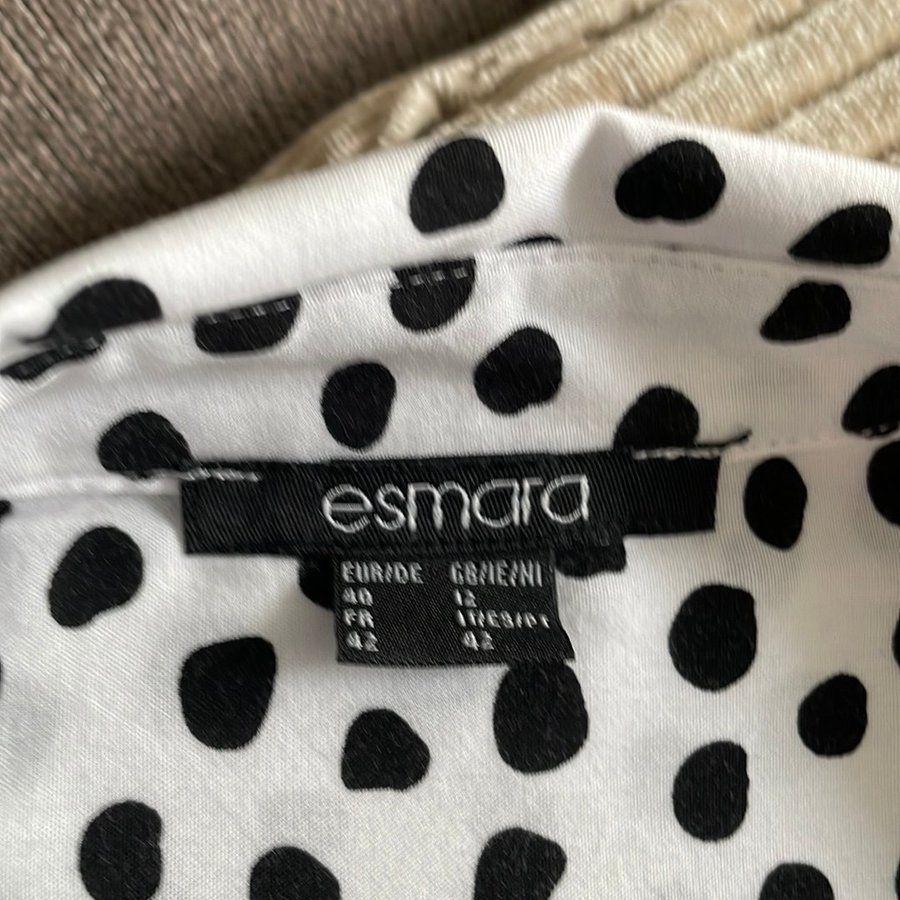 esmara
EUR/DE GB/IE/NI
40 12
FR IT/ES/PT
42 42